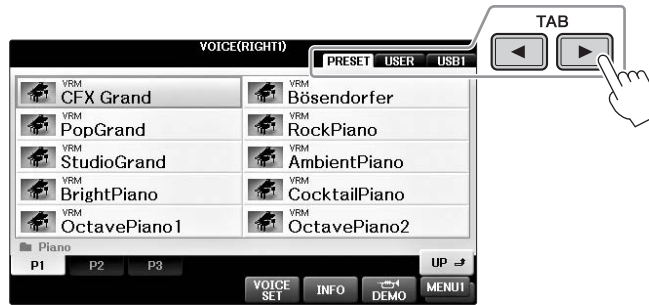 TAB
VOICE(RIGHT1)
PRESET USER USB1
VRM
CFX Grand
VRM
Bösendorfer
VRM
PopGrand
VRM
RockPiano
VRM
StudioGrand
VRM
AmbientPiano
VRM
BrightPiano
VRM
CocktailPiano
VRM
OctavePiano1
VRM
OctavePiano2
Piano
P1 P2 P3 UP
VOICE SET INFO DEMO MENU1